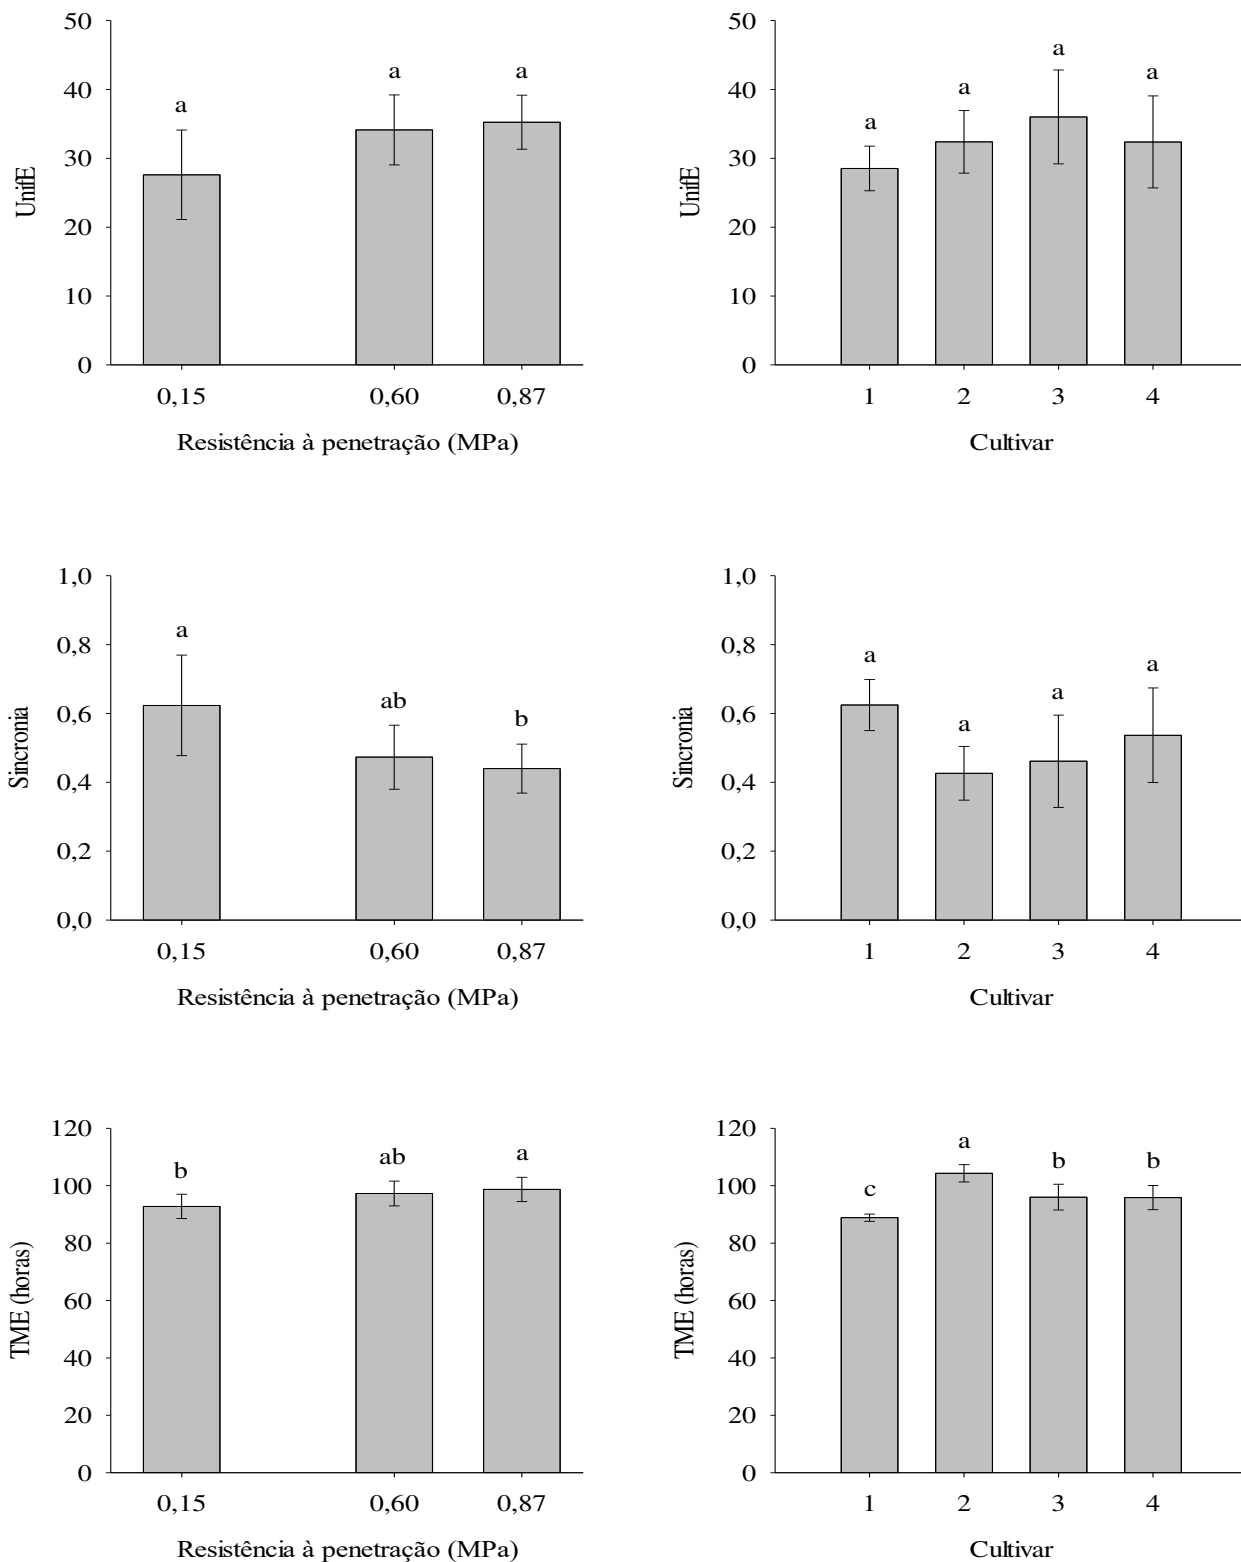 50
40
30
20
10
0
UnifE
a
a
a
0,15
0,60
0,87
Resistência à penetração (MPa)
50
40
30
20
10
0
UnifE
a
a
a
a
1
2
3
4
Cultivar
1,0
0,8
0,6
0,4
0,2
0,0
Sincronia
a
ab
b
0,15
0,60
0,87
Resistência à penetração (MPa)
1,0
0,8
0,6
0,4
0,2
0,0
Sincronia
a
a
a
a
1
2
3
4
Cultivar
120
100
80
60
40
20
0
TME (horas)
b
ab
a
0,15
0,60
0,87
Resistência à penetração (MPa)
120
100
80
60
40
20
0
TME (horas)
c
a
b
b
1
2
3
4
Cultivar